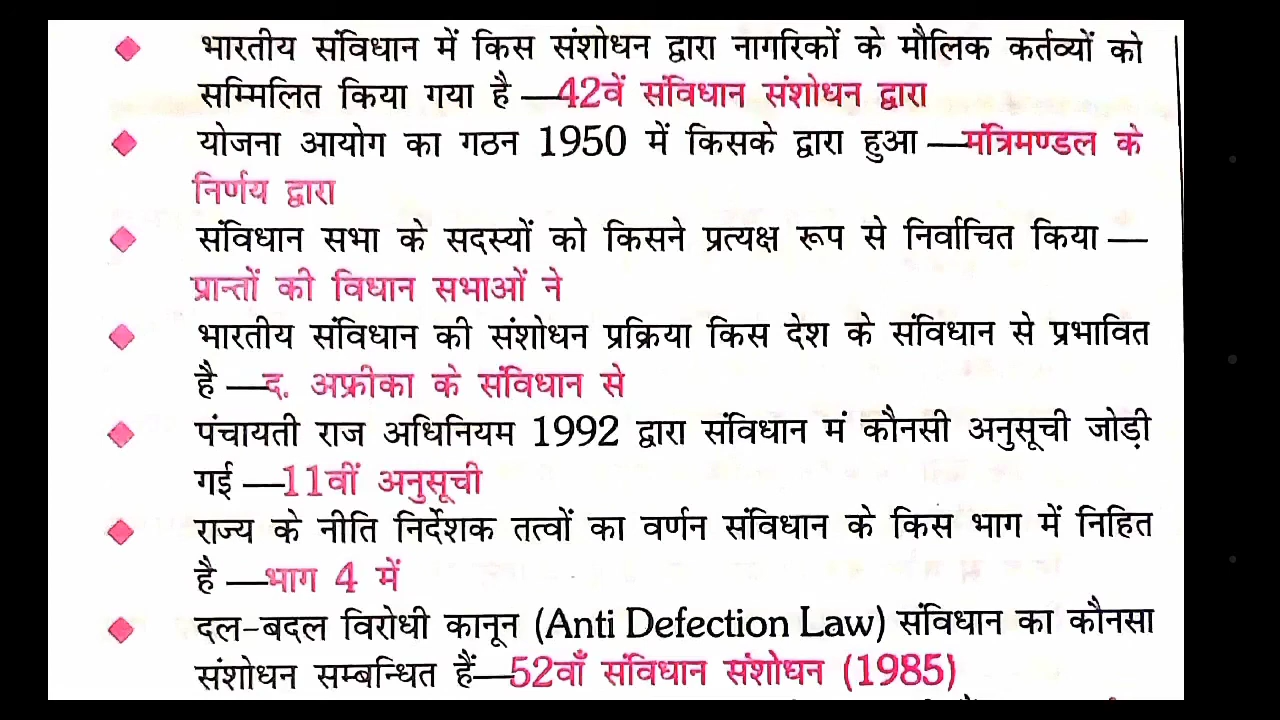 भारतीय संविधान में किस संशोधन द्वारा नागरिकों के मौलिक कर्तव्यों को
सम्मिलित किया गया है —42वें संविधान संशोधन द्वारा
योजना आयोग का गठन 1950 में किसके द्वारा हुआ —मंत्रिमण्डल के
निर्णय द्वारा
संविधान सभा के सदस्यों को किसने प्रत्यक्ष रूप से निर्वाचित किया —
प्रान्तों की विधान सभाओं ने
भारतीय संविधान की संशोधन प्रक्रिया किस देश के संविधान से प्रभावित
है —द. अफ्रीका के संविधान से
पंचायती राज अधिनियम 1992 द्वारा संविधान मं कौनसी अनुसूची जोड़ी
गई —11वीं अनुसूची
राज्य के नीति निर्देशक तत्वों का वर्णन संविधान के किस भाग में निहित
है —भाग 4 में
दल-बदल विरोधी कानून (Anti Defection Law) संविधान का कौनसा
संशोधन सम्बन्धित हैं—52वाँ संविधान संशोधन (1985)